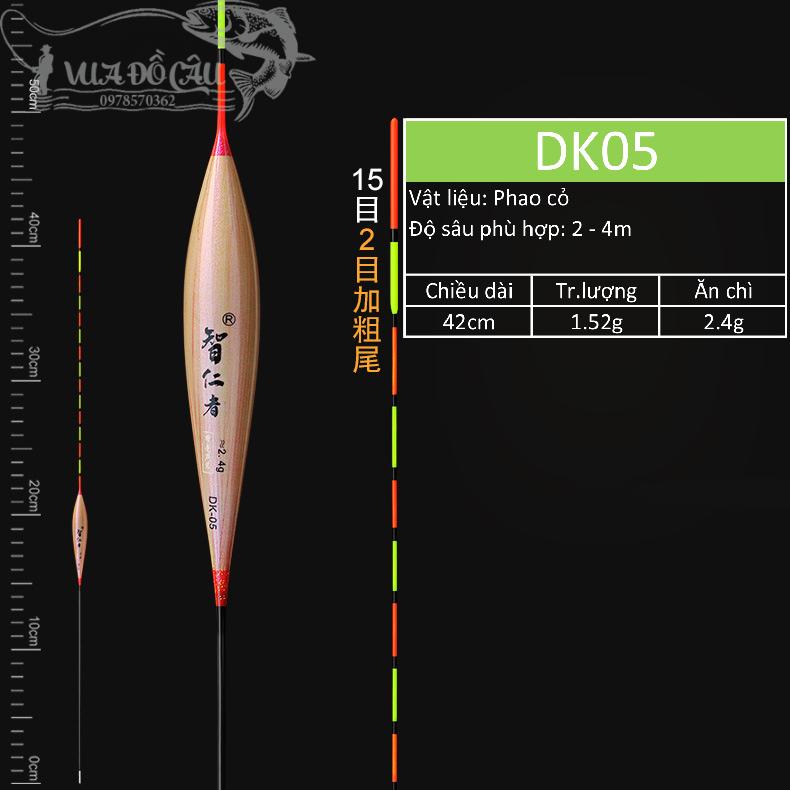 VUA ĐỒ CÂU
0978570362
50cm
40cm
30cm
20cm
10cm
0cm
®
智仁者
≈2.4g
DK-05
15
目
2
目
加
粗
尾
DK05
Vật liệu: Phao cỏ
Độ sâu phù hợp: 2 - 4m
Chiều dài Tr.lượng Ăn chì
42cm 1.52g 2.4g